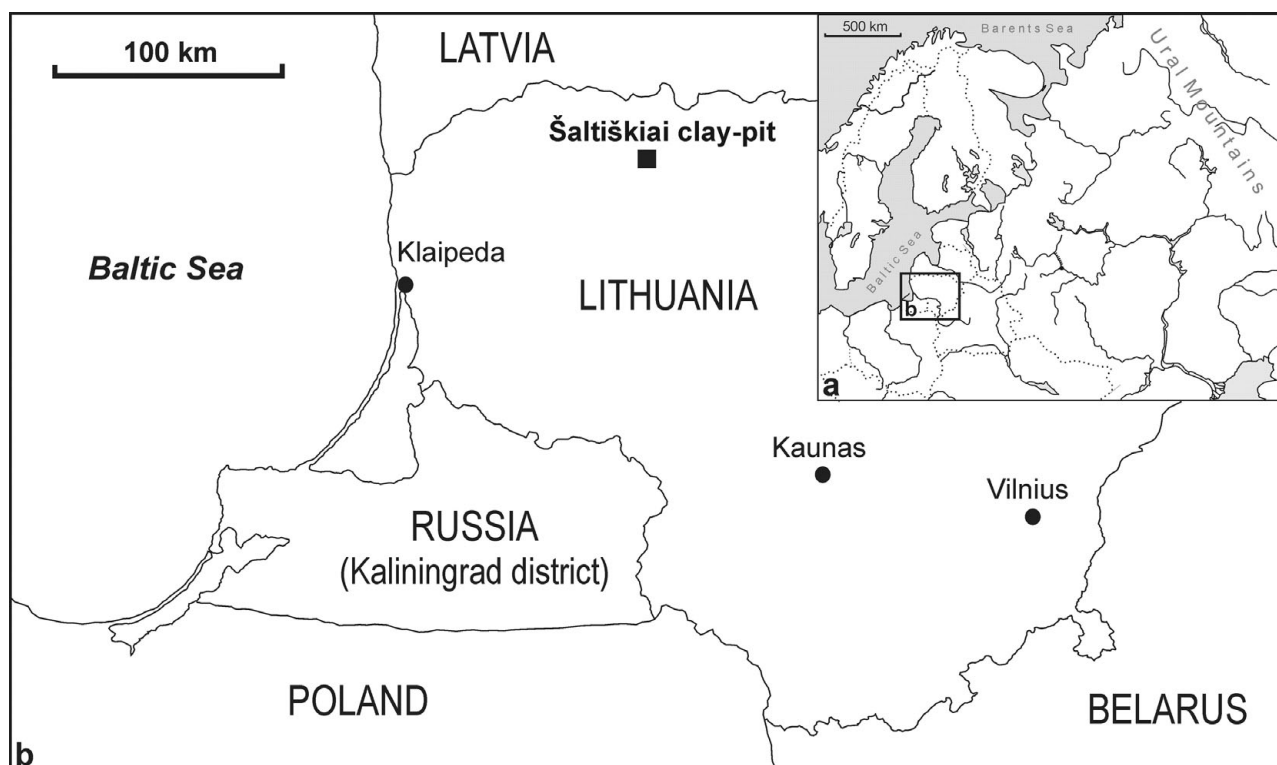 100 km
LATVIA
Šaltiškiai clay-pit
Klaipeda
Baltic Sea
LITHUANIA
Kaunas
Vilnius
RUSSIA
(Kaliningrad district)
POLAND
BELARUS
b
500 km
Barents Sea
Ural Mountains
Baltic Sea
b
a